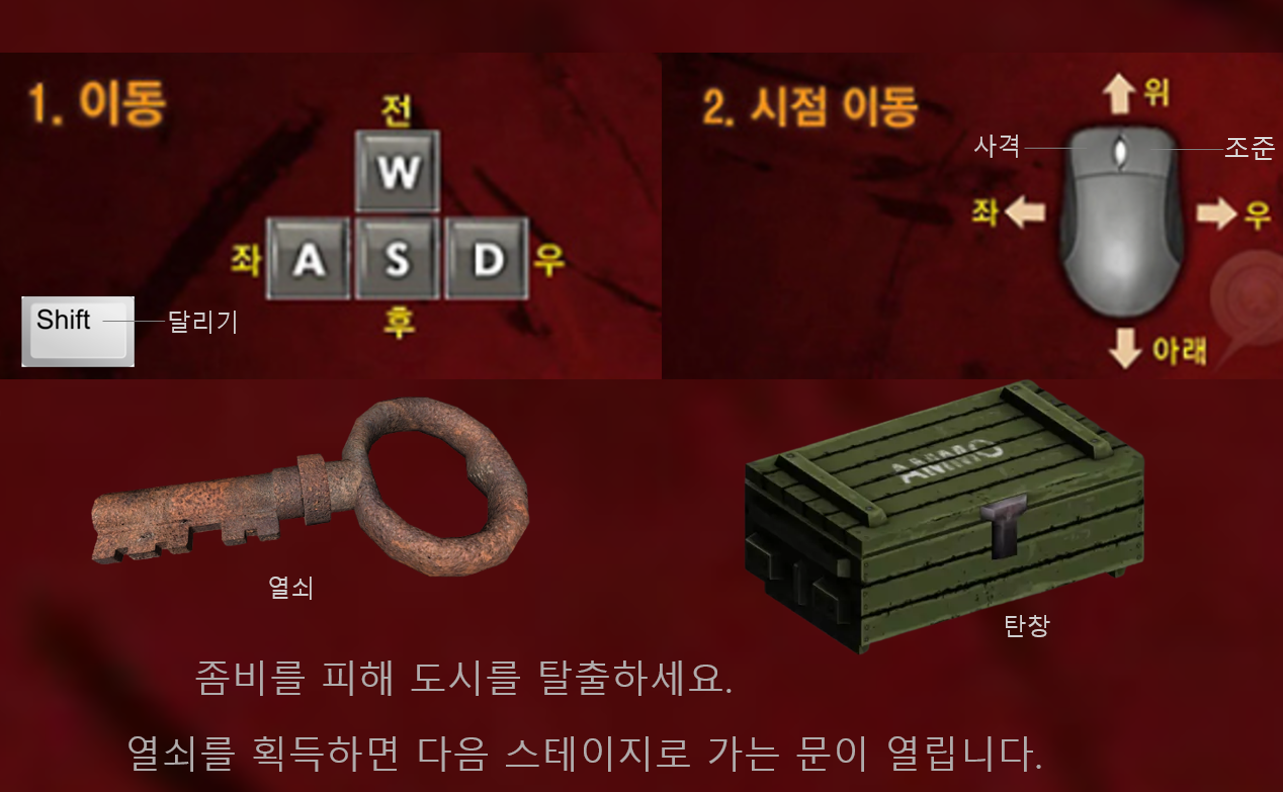 1. 이동
전
W
좌 A S D 우
후
Shift 달리기
2. 시점 이동
위
사격 조준
좌 우
아래
열쇠
AMMO
탄창
좀비를 피해 도시를 탈출하세요.
열쇠를 획득하면 다음 스테이지로 가는 문이 열립니다.